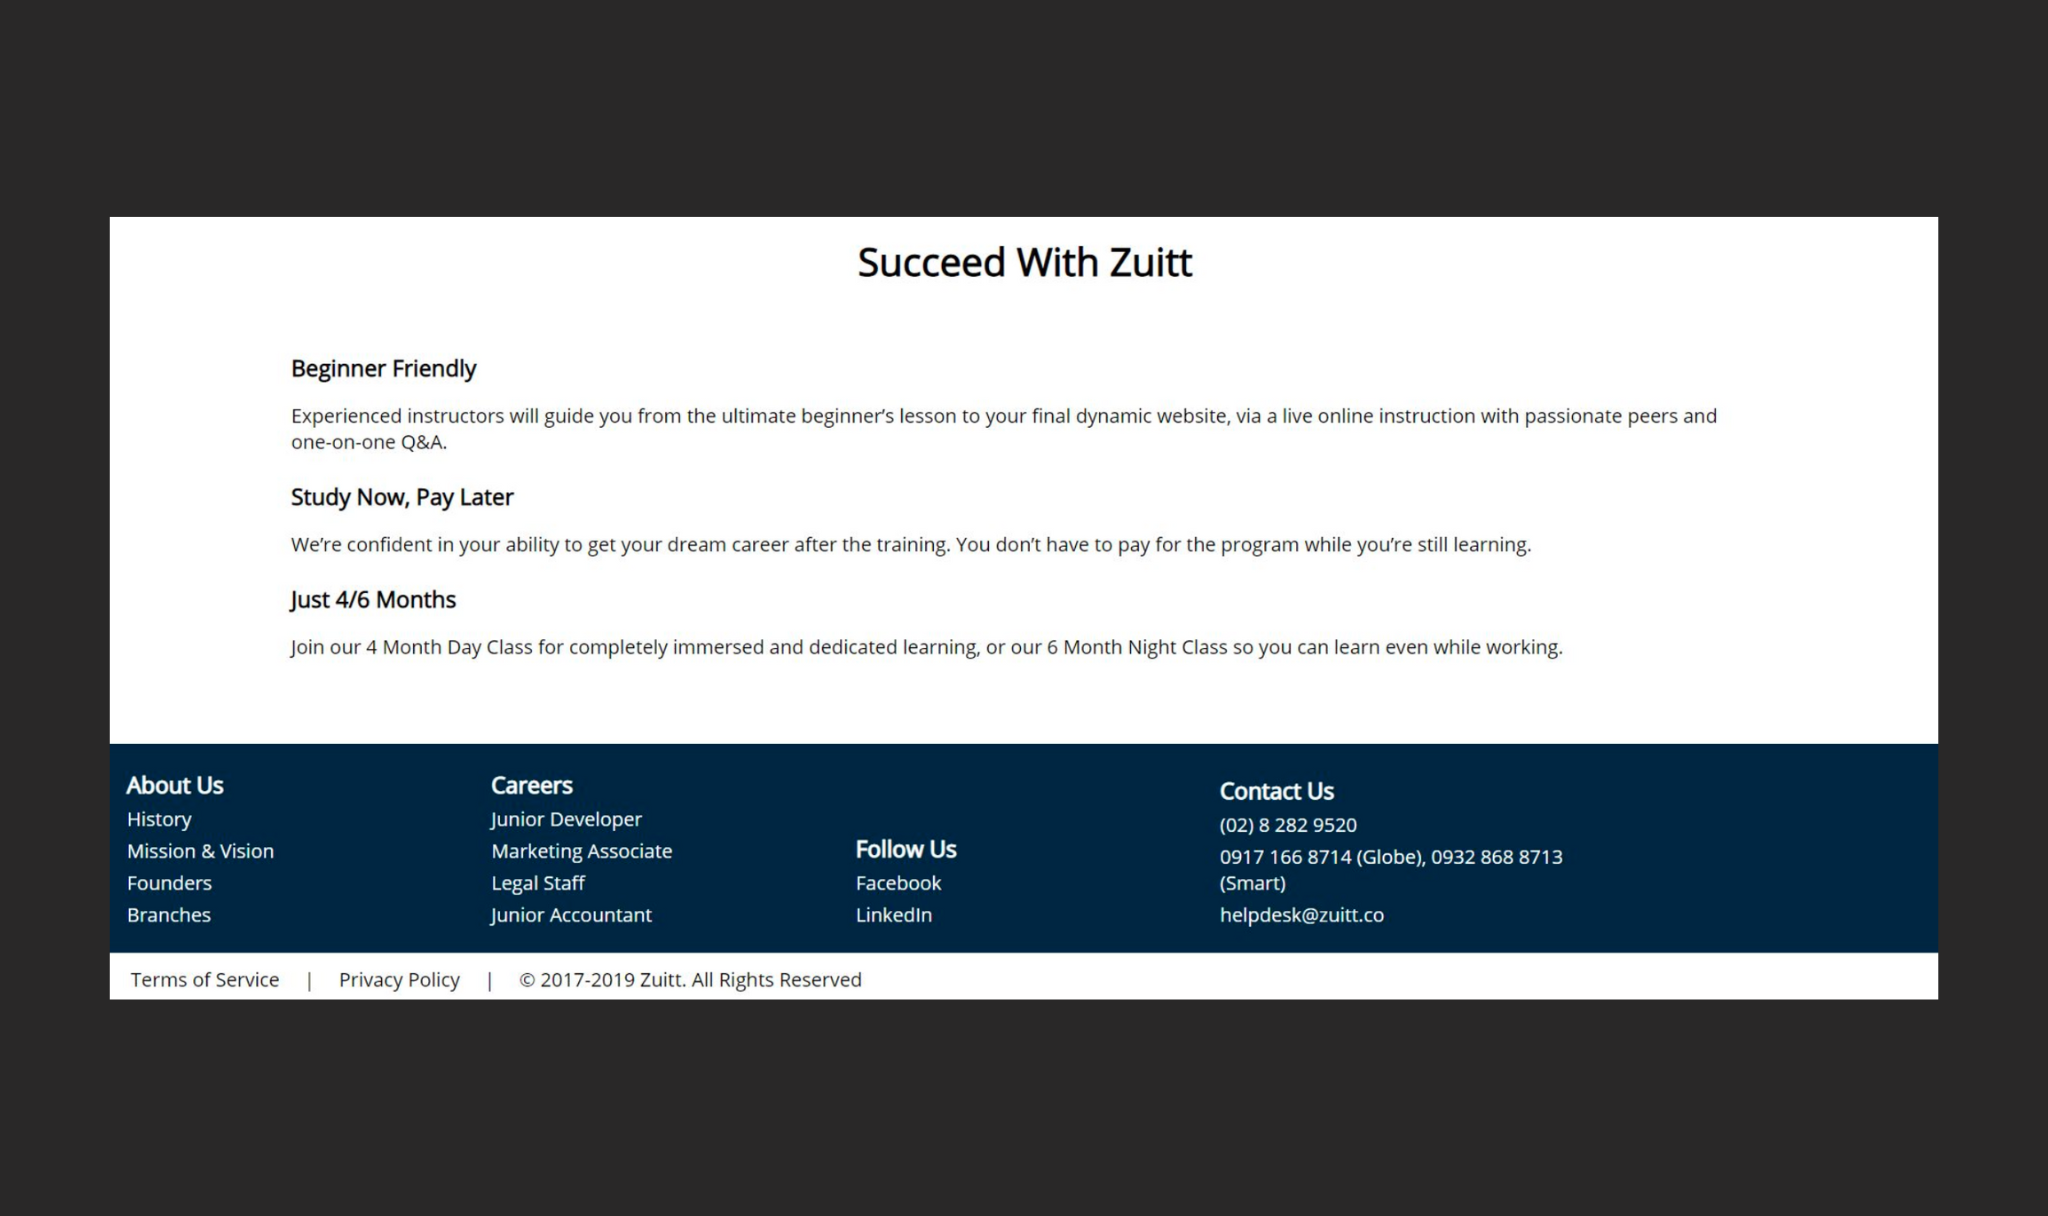 Succeed With Zuitt
Beginner Friendly
Experienced instructors will guide you from the ultimate beginner’s lesson to your final dynamic website, via a live online instruction with passionate peers and
one-on-one Q&A.
Study Now, Pay Later
We’re confident in your ability to get your dream career after the training. You don’t have to pay for the program while you’re still learning.
Just 4/6 Months
Join our 4 Month Day Class for completely immersed and dedicated learning, or our 6 Month Night Class so you can learn even while working.
About Us
History
Mission & Vision
Founders
Branches
Careers
Junior Developer
Marketing Associate
Legal Staff
Junior Accountant
Follow Us
Facebook
LinkedIn
Contact Us
(02) 8 282 9520
0917 166 8714 (Globe), 0932 868 8713
(Smart)
helpdesk@zuitt.co
Terms of Service | Privacy Policy | © 2017-2019 Zuitt. All Rights Reserved